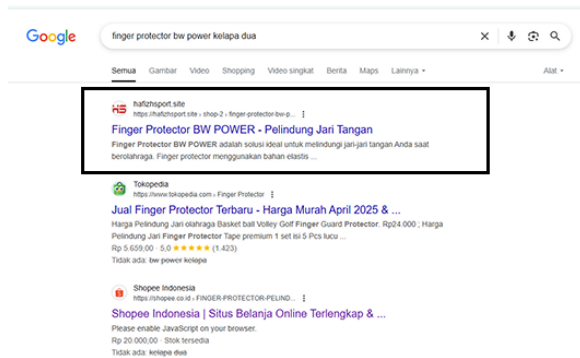 Google
finger protector bw power kelapa dua
Semua Gambar Video Shopping Video singkat Berita Maps Lainnya Alat
HS hafizhsport.site
https://hafizhsport.site › shop-2 › finger-protector-bw-p...
Finger Protector BW POWER - Pelindung Jari Tangan
Finger Protector BW POWER adalah solusi ideal untuk melindungi jari-jari tangan Anda saat
berolahraga. Finger protector menggunakan bahan elastis ...
Tokopedia
https://www.tokopedia.com › Finger Protector
Jual Finger Protector Terbaru - Harga Murah April 2025 & ...
Harga Pelindung Jari olahraga Basket ball Volley Golf Finger Guard Protector. Rp24.000 ; Harga
Pelindung Jari Finger Protector Tape premium 1 set isi 5 Pcs lucu ...
Rp 5.659,00 · 5,0 ★★★★★ (1.423)
Tidak ada: bw power kelapa
Shopee Indonesia
https://shopee.co.id › FINGER-PROTECTOR-PELIND...
Shopee Indonesia | Situs Belanja Online Terlengkap & ...
Please enable JavaScript on your browser.
Rp 20.000,00 · Stok tersedia
Tidak ada: kelapa dua